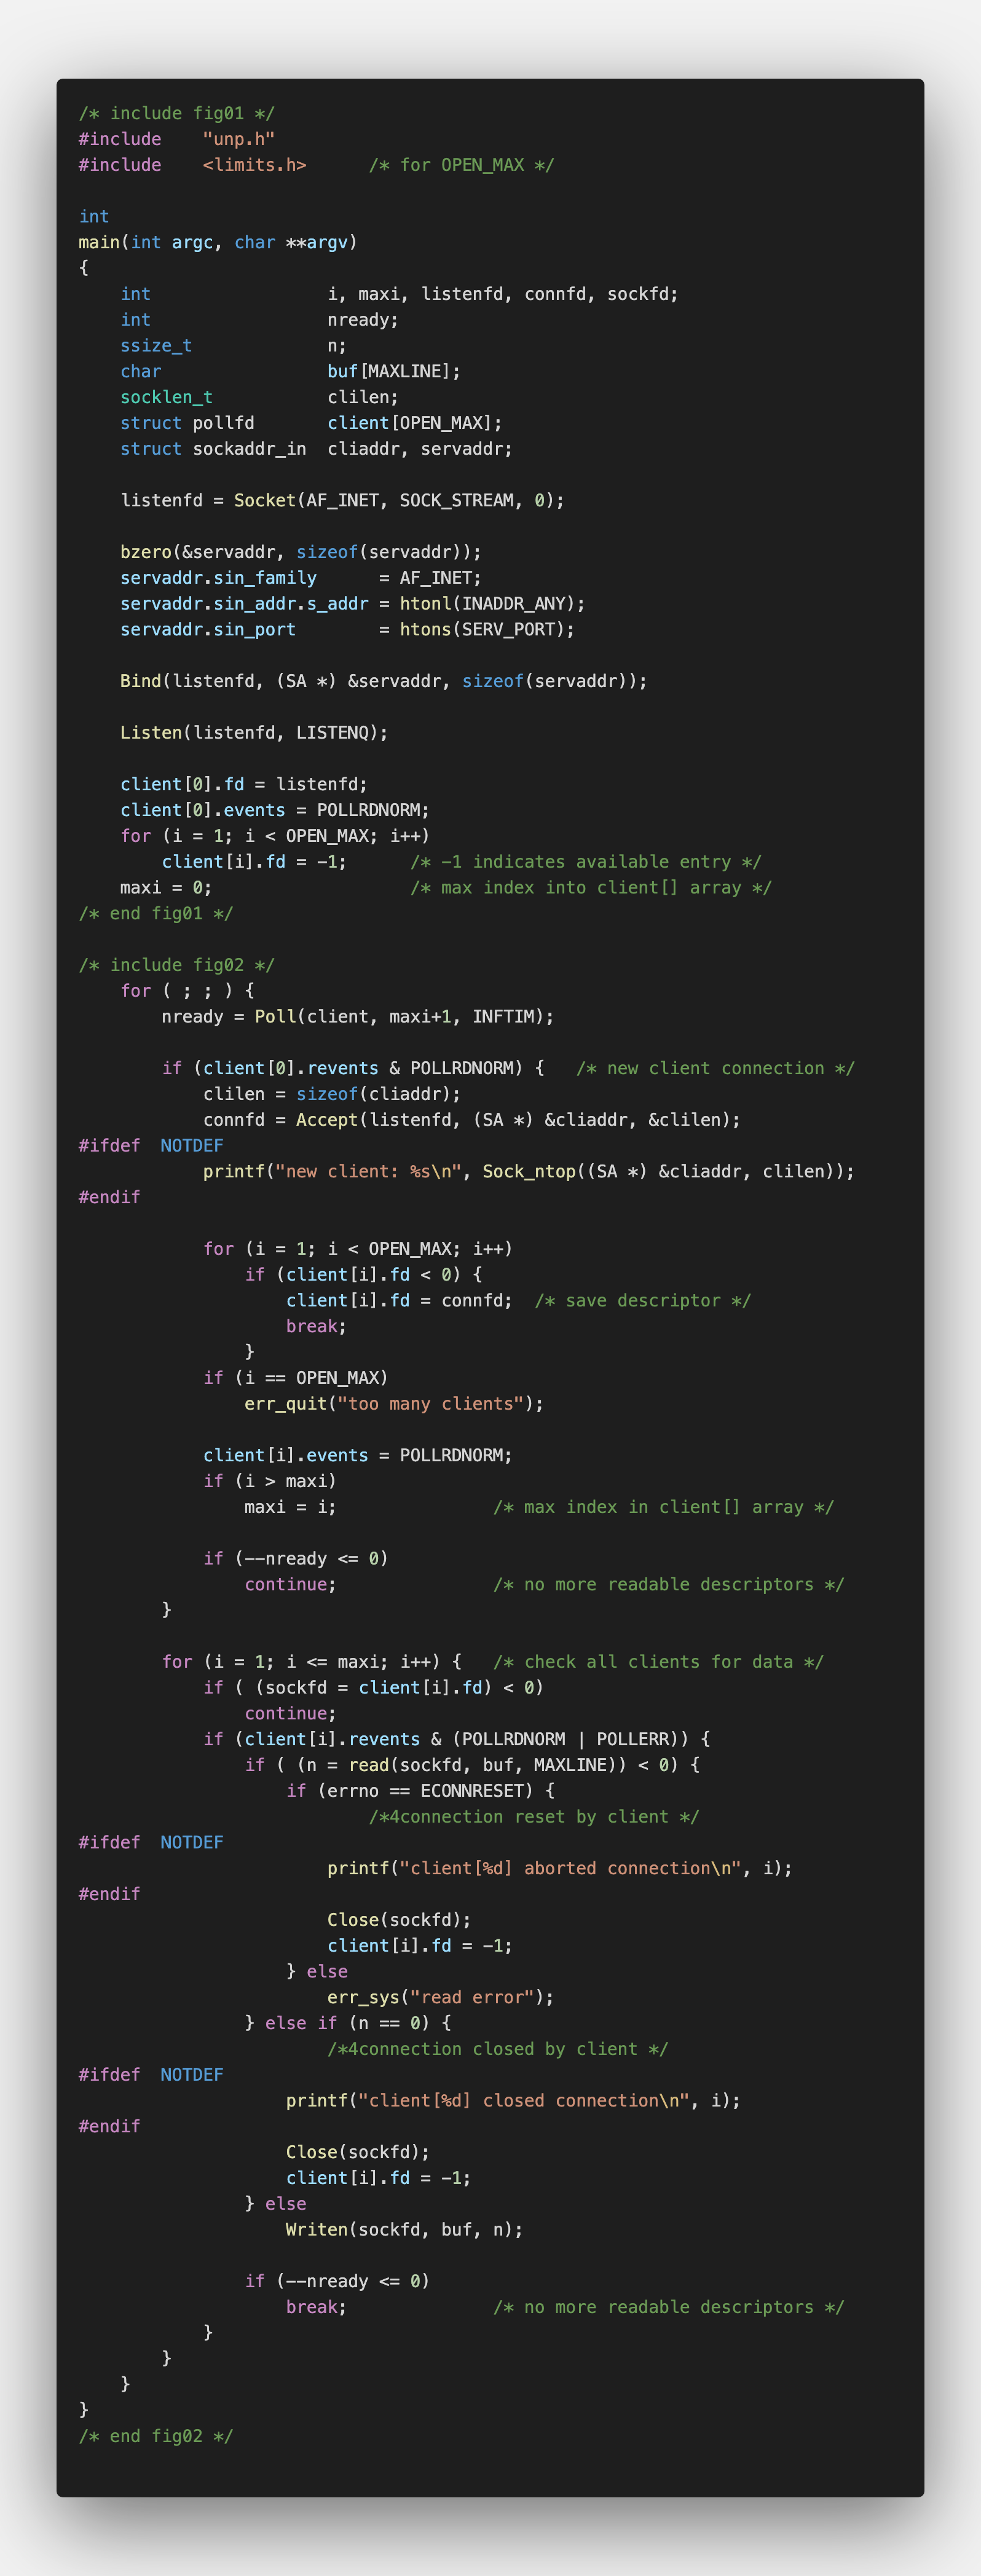 /* include fig01 */
#include    "unp.h"
#include    <limits.h>      /* for OPEN_MAX */

int
main(int argc, char **argv)
{
    int                 i, maxi, listenfd, connfd, sockfd;
    int                 nready;
    ssize_t             n;
    char                buf[MAXLINE];
    socklen_t           clilen;
    struct pollfd       client[OPEN_MAX];
    struct sockaddr_in  cliaddr, servaddr;

    listenfd = Socket(AF_INET, SOCK_STREAM, 0);

    bzero(&servaddr, sizeof(servaddr));
    servaddr.sin_family      = AF_INET;
    servaddr.sin_addr.s_addr = htonl(INADDR_ANY);
    servaddr.sin_port        = htons(SERV_PORT);

    Bind(listenfd, (SA *) &servaddr, sizeof(servaddr));

    Listen(listenfd, LISTENQ);

    client[0].fd = listenfd;
    client[0].events = POLLRDNORM;
    for (i = 1; i < OPEN_MAX; i++)
        client[i].fd = -1;      /* -1 indicates available entry */
    maxi = 0;                   /* max index into client[] array */
/* end fig01 */

/* include fig02 */
    for ( ; ; ) {
        nready = Poll(client, maxi+1, INFTIM);

        if (client[0].revents & POLLRDNORM) {   /* new client connection */
            clilen = sizeof(cliaddr);
            connfd = Accept(listenfd, (SA *) &cliaddr, &clilen);
#ifdef  NOTDEF
            printf("new client: %s\n", Sock_ntop((SA *) &cliaddr, clilen));
#endif

            for (i = 1; i < OPEN_MAX; i++)
                if (client[i].fd < 0) {
                    client[i].fd = connfd;  /* save descriptor */
                    break;
                }
            if (i == OPEN_MAX)
                err_quit("too many clients");

            client[i].events = POLLRDNORM;
            if (i > maxi)
                maxi = i;               /* max index in client[] array */

            if (--nready <= 0)
                continue;               /* no more readable descriptors */
        }

        for (i = 1; i <= maxi; i++) {   /* check all clients for data */
            if ( (sockfd = client[i].fd) < 0)
                continue;
            if (client[i].revents & (POLLRDNORM | POLLERR)) {
                if ( (n = read(sockfd, buf, MAXLINE)) < 0) {
                    if (errno == ECONNRESET) {
                            /*4connection reset by client */
#ifdef  NOTDEF
                        printf("client[%d] aborted connection\n", i);
#endif
                        Close(sockfd);
                        client[i].fd = -1;
                    } else
                        err_sys("read error");
                } else if (n == 0) {
                        /*4connection closed by client */
#ifdef  NOTDEF
                    printf("client[%d] closed connection\n", i);
#endif
                    Close(sockfd);
                    client[i].fd = -1;
                } else
                    Writen(sockfd, buf, n);

                if (--nready <= 0)
                    break;              /* no more readable descriptors */
            }
        }
    }
}
/* end fig02 */